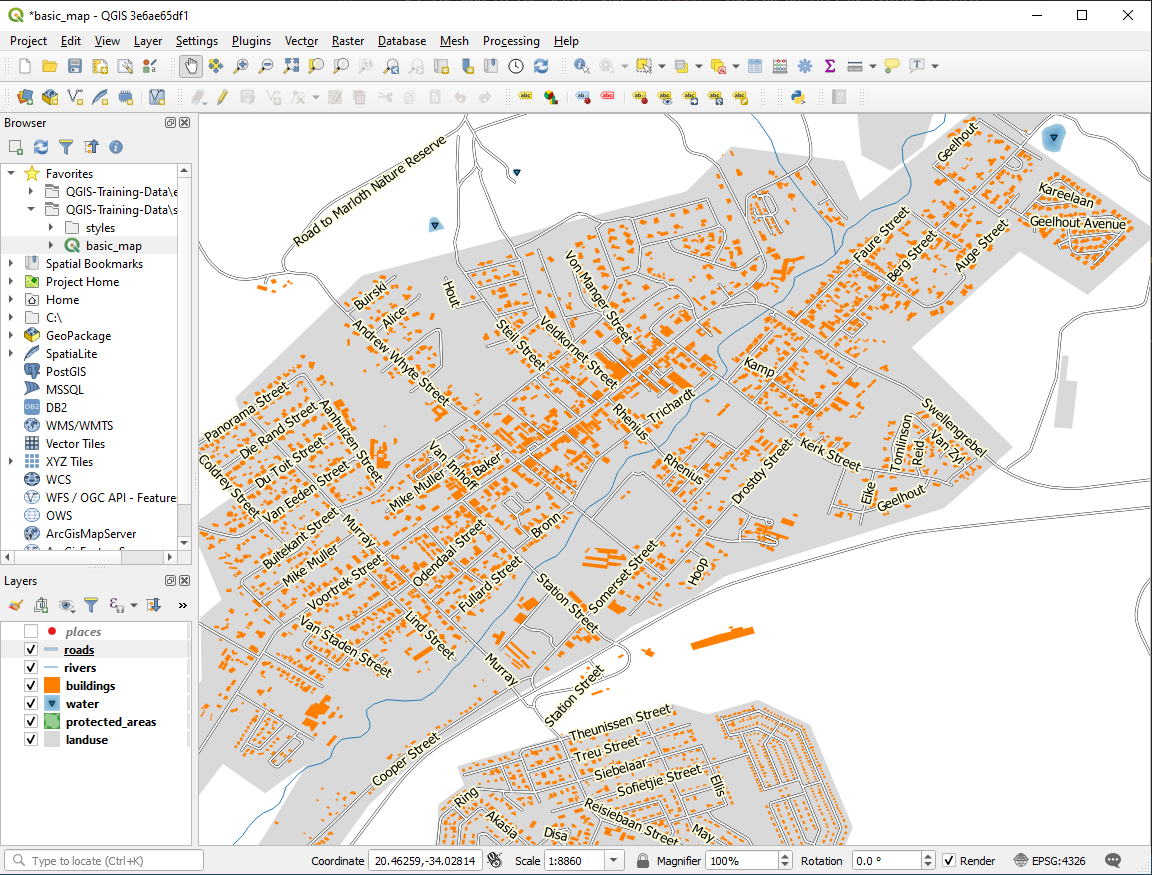 *basic_map - QGIS 3e6ae65df1
Project Edit View Layer Settings Plugins Vector Raster Database Mesh Processing Help
Browser
Favorites
QGIS-Training-Data\e
QGIS-Training-Data\s
styles
basic_map
Spatial Bookmarks
Project Home
Home
C:\
GeoPackage
SpatiaLite
PostGIS
MSSQL
DB2
WMS/WMTS
Vector Tiles
XYZ Tiles
WCS
WFS / OGC API - Feature
OWS
ArcGisMapServer
Layers
places
roads
rivers
buildings
water
protected_areas
landuse
Road to Marloth Nature Reserve
Geelhout
Kareelaan
Geelhout Avenue
Faure Street
Berg Street
Auge Street
Von Manger Street
Buirski
Alice
Hout
Andrew Whyte Street
Steil Street
Veldkornet Street
Kamp
Trichardt
Rhenius
Panorama Street
Die Rand Street
Aanhuizen Street
Du Toit Street
Coldrey Street
Van Eeden Street
Van Imhoff
Baker
Mike Muller
Rhenius
Drostdy Street
Kerk Street
Tomlinson
Reid
Swellengrebel
Van Zyl
Eike
Geelhout
Buitekant Street
Murray
Mike Muller
Voortrek Street
Odendaal Street
Bronn
Fullard Street
Station Street
Somerset Street
Hoop
Van Staden Street
Lind Street
Murray
Station Street
Cooper Street
Theunissen Street
Treu Street
Siebelaar
Sofietjie Street
Ellis
Ring
Akasia
Disa
Reisiebaan Street
May
Type to locate (Ctrl+K) Coordinate 20.46259,-34.02814 Scale 1:8860 Magnifier 100% Rotation 0.0 ° Render EPSG:4326